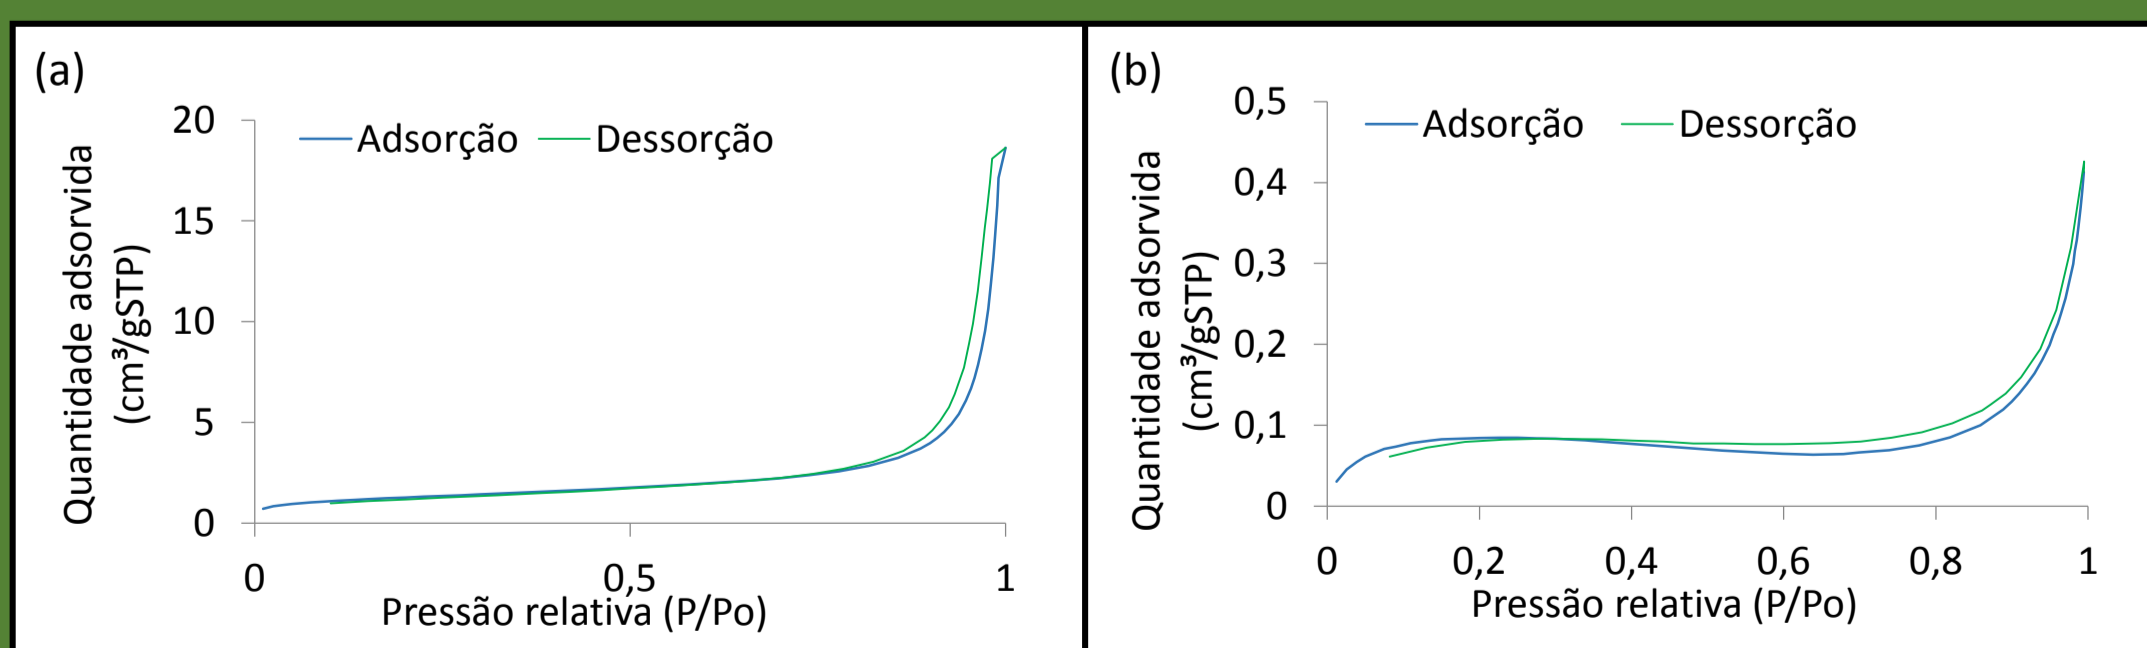 (a)
Quantidade adsorvida
(cm³/gSTP)
20
15
10
5
0
Adsorção
Dessorção
0
0,5
1
Pressão relativa (P/Po)
(b)
Quantidade adsorvida
(cm³/gSTP)
0,5
0,4
0,3
0,2
0,1
0
Adsorção
Dessorção
0
0,2
0,4
0,6
0,8
1
Pressão relativa (P/Po)